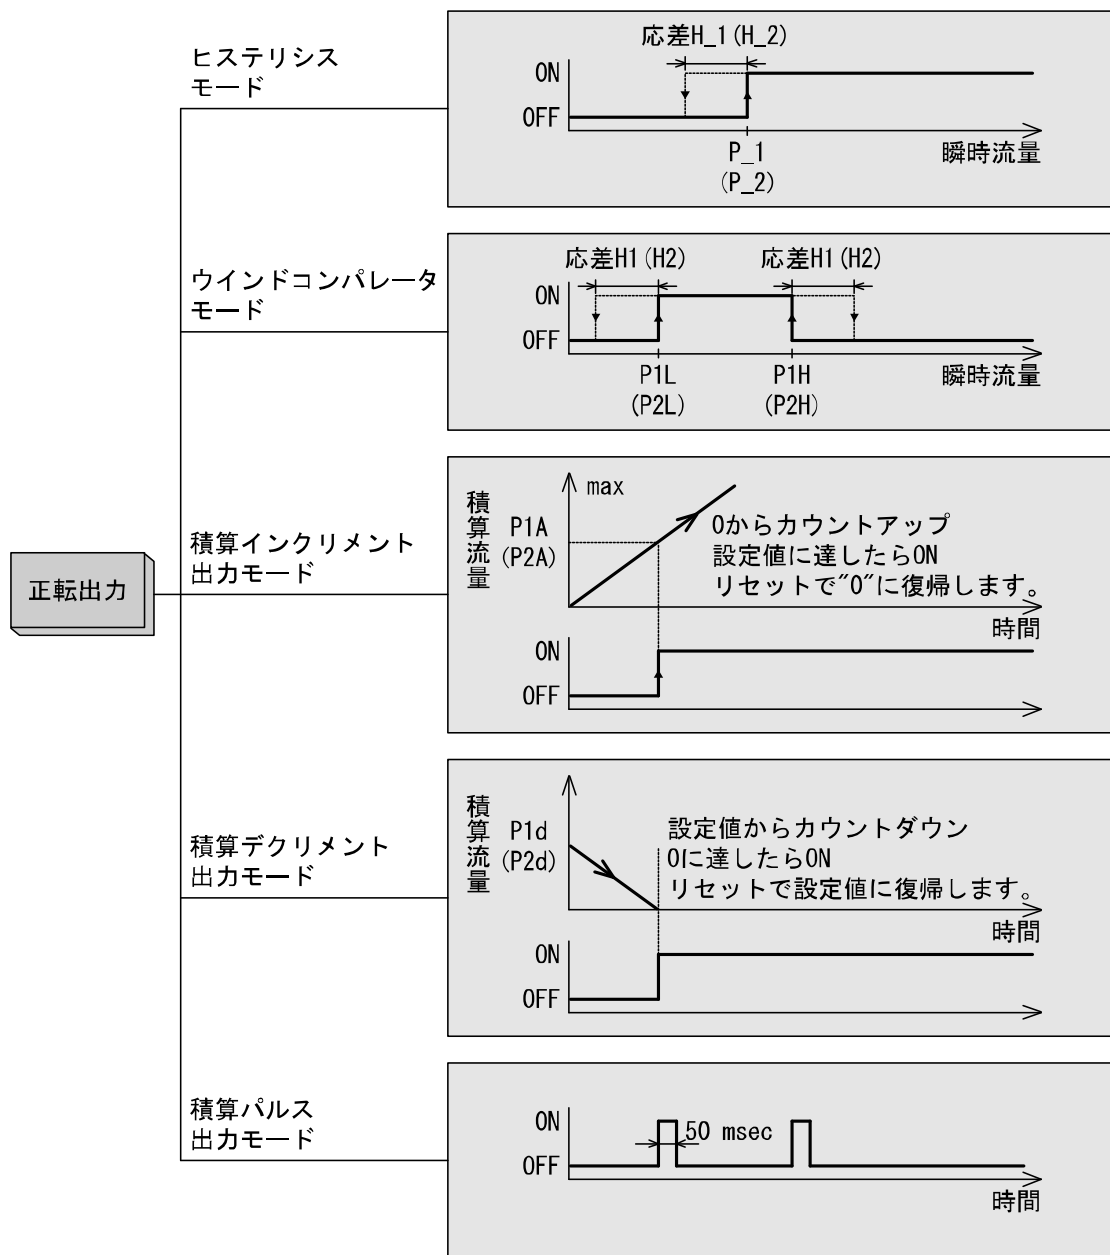 正転出力
ヒステリシス
モード
応差H_1(H_2)
ON
OFF
P_1
(P_2)
瞬時流量
ウインドコンパレータ
モード
応差H1(H2)
応差H1(H2)
ON
OFF
P1L
(P2L)
P1H
(P2H)
瞬時流量
積算インクリメント
出力モード
積算流量
max
P1A
(P2A)
0からカウントアップ
設定値に達したらON
リセットで"0"に復帰します。
時間
ON
OFF
積算デクリメント
出力モード
積算流量
P1d
(P2d)
設定値からカウントダウン
0に達したらON
リセットで設定値に復帰します。
時間
ON
OFF
積算パルス
出力モード
ON
OFF
50 msec
時間